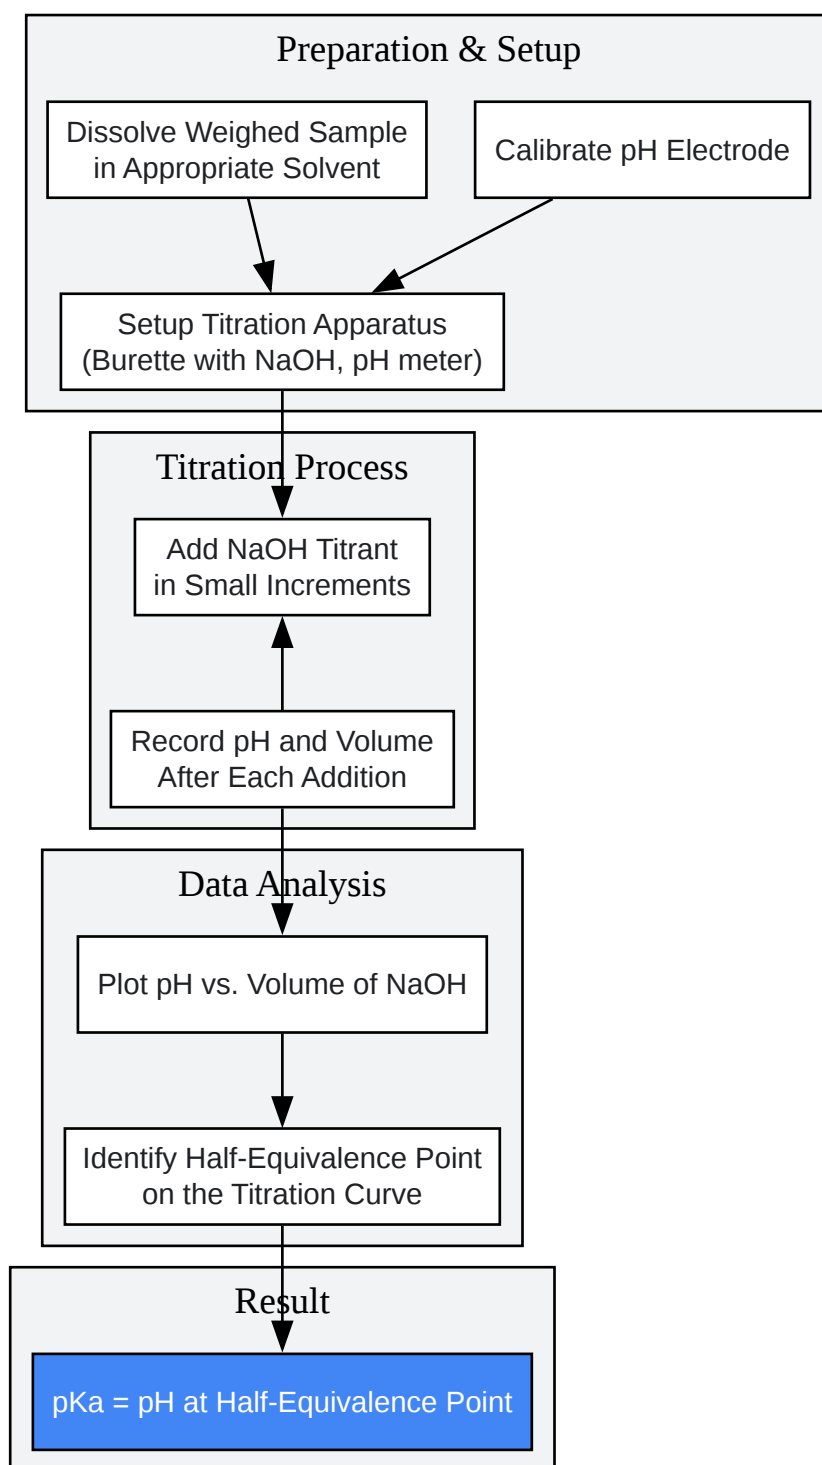 Preparation & Setup
Dissolve Weighed Sample
in Appropriate Solvent
Calibrate pH Electrode
Setup Titration Apparatus
(Burette with NaOH, pH meter)
Titration Process
Add NaOH Titrant
in Small Increments
Record pH and Volume
After Each Addition
Data Analysis
Plot pH vs. Volume of NaOH
Identify Half-Equivalence Point
on the Titration Curve
Result
pKa = pH at Half-Equivalence Point